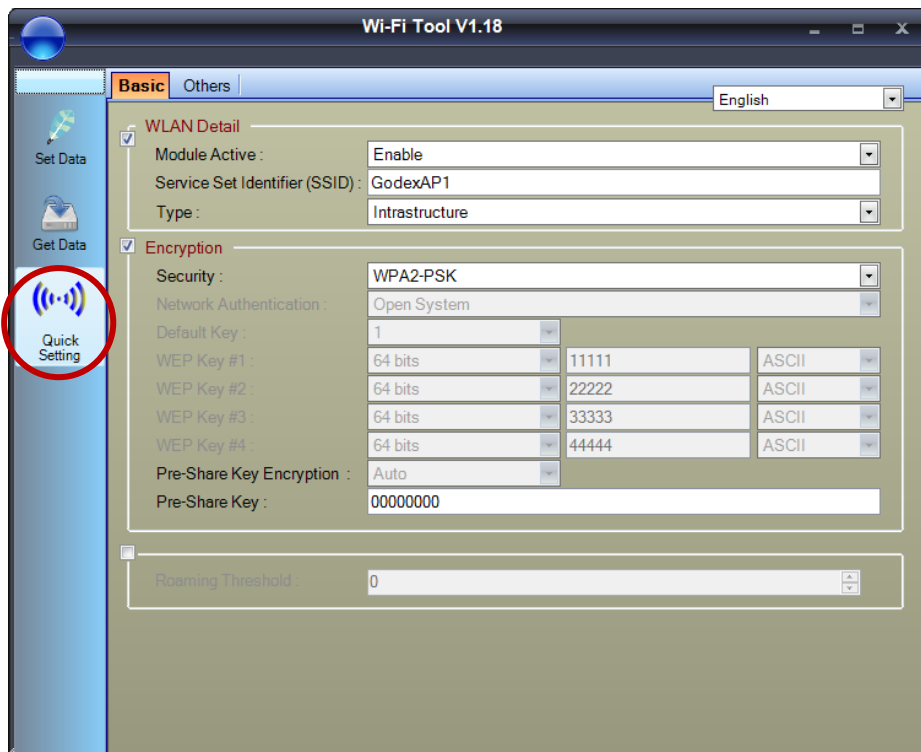 Wi-Fi Tool V1.18
Basic Others
English
Set Data
Get Data
Quick
Setting
WLAN Detail
Module Active : Enable
Service Set Identifier (SSID) : GodexAP1
Type : Intrastructure
Encryption
Security : WPA2-PSK
Network Authentication : Open System
Default Key : 1
WEP Key #1 : 64 bits 11111 ASCII
WEP Key #2 : 64 bits 22222 ASCII
WEP Key #3 : 64 bits 33333 ASCII
WEP Key #4 : 64 bits 44444 ASCII
Pre-Share Key Encryption : Auto
Pre-Share Key : 00000000
Roaming Threshold : 0